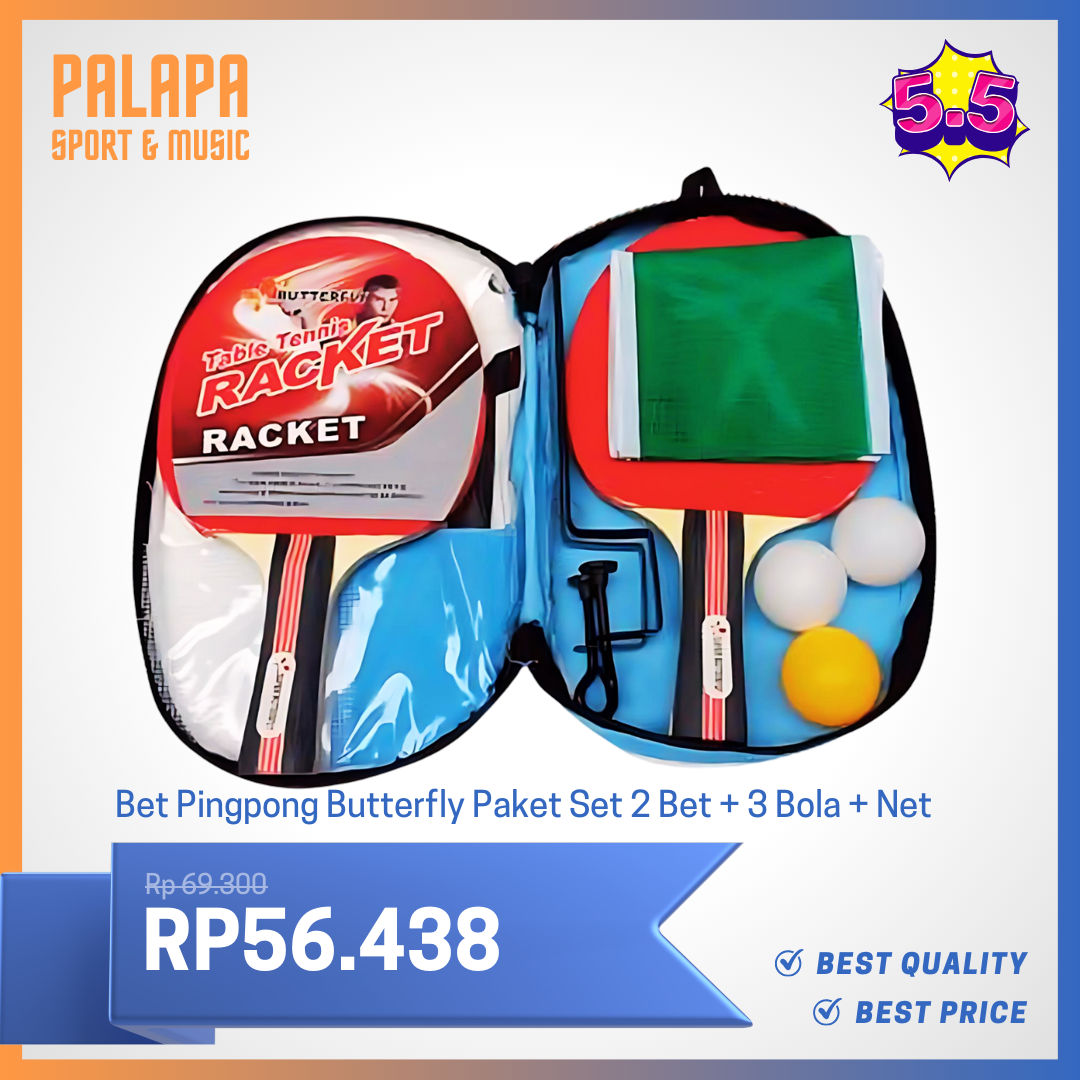 PALAPA
SPORT & MUSIC
5.5
BUTTERFLY
Table Tennis
RACKET
RACKET
Bet Pingpong Butterfly Paket Set 2 Bet + 3 Bola + Net
Rp 69.300
RP56.438
BEST QUALITY
BEST PRICE